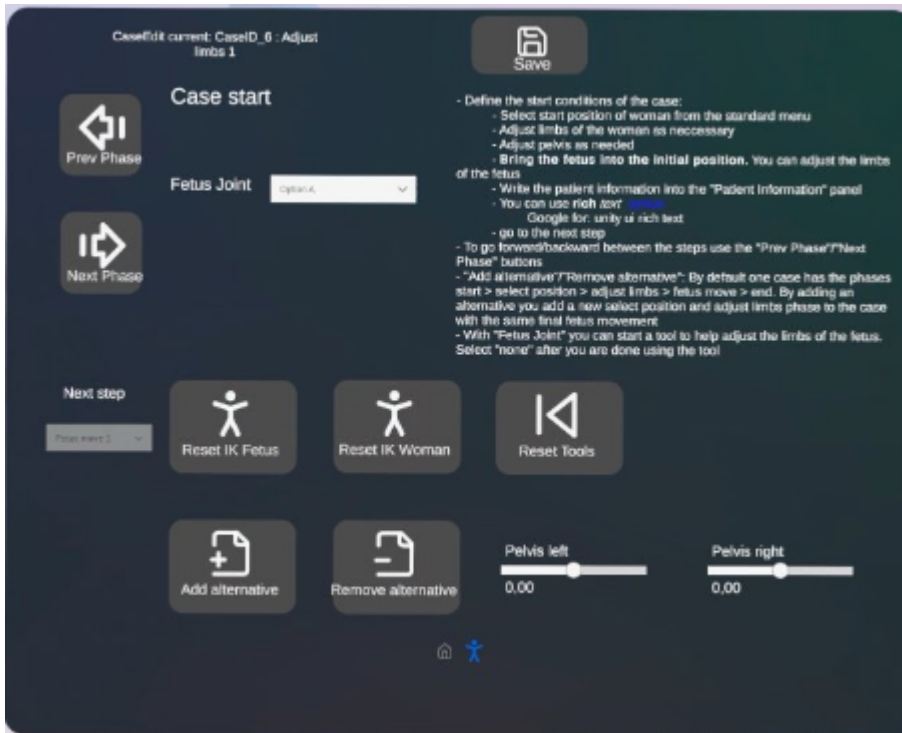 CaseEdit current: CaseID_6 : Adjust
limbs 1
Save
Case start
Prev Phase
- Define the start conditions of the case:
- Select start position of woman from the standard menu
- Adjust limbs of the woman as neccessary
- Adjust pelvis as needed
- Bring the fetus into the initial position. You can adjust the limbs
of the fetus
- Write the patient information into the "Patient Information" panel
- You can use rich text
Google for: unity ui rich text
- go to the next step
- To go forward/backward between the steps use the "Prev Phase"/"Next
Phase" buttons
- "Add alternative"/"Remove alternative": By default one case has the phases
start > select position > adjust limbs > fetus move > end. By adding an
alternative you add a new select position and adjust limbs phase to the case
with the same final fetus movement
- With "Fetus Joint" you can start a tool to help adjust the limbs of the fetus.
Select "none" after you are done using the tool
Fetus Joint
Option A
Next Phase
Next step
Reset IK Fetus
Reset IK Woman
Reset Tools
Add alternative
Remove alternative
Pelvis left
0,00
Pelvis right
0,00